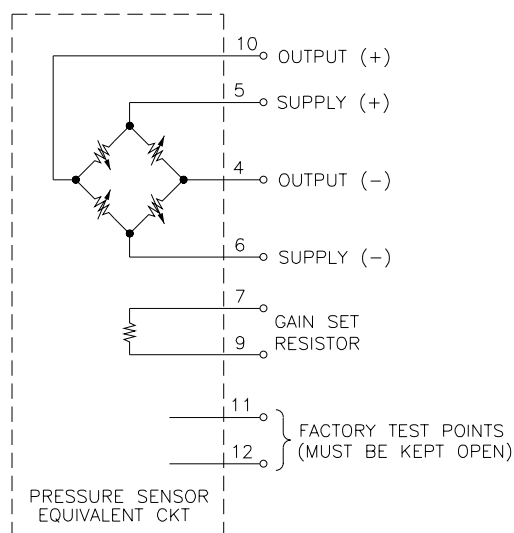 10 OUTPUT (+)
5 SUPPLY (+)
4 OUTPUT (-)
6 SUPPLY (-)
7
GAIN SET
RESISTOR
9
11
FACTORY TEST POINTS
(MUST BE KEPT OPEN)
12
PRESSURE SENSOR
EQUIVALENT CKT